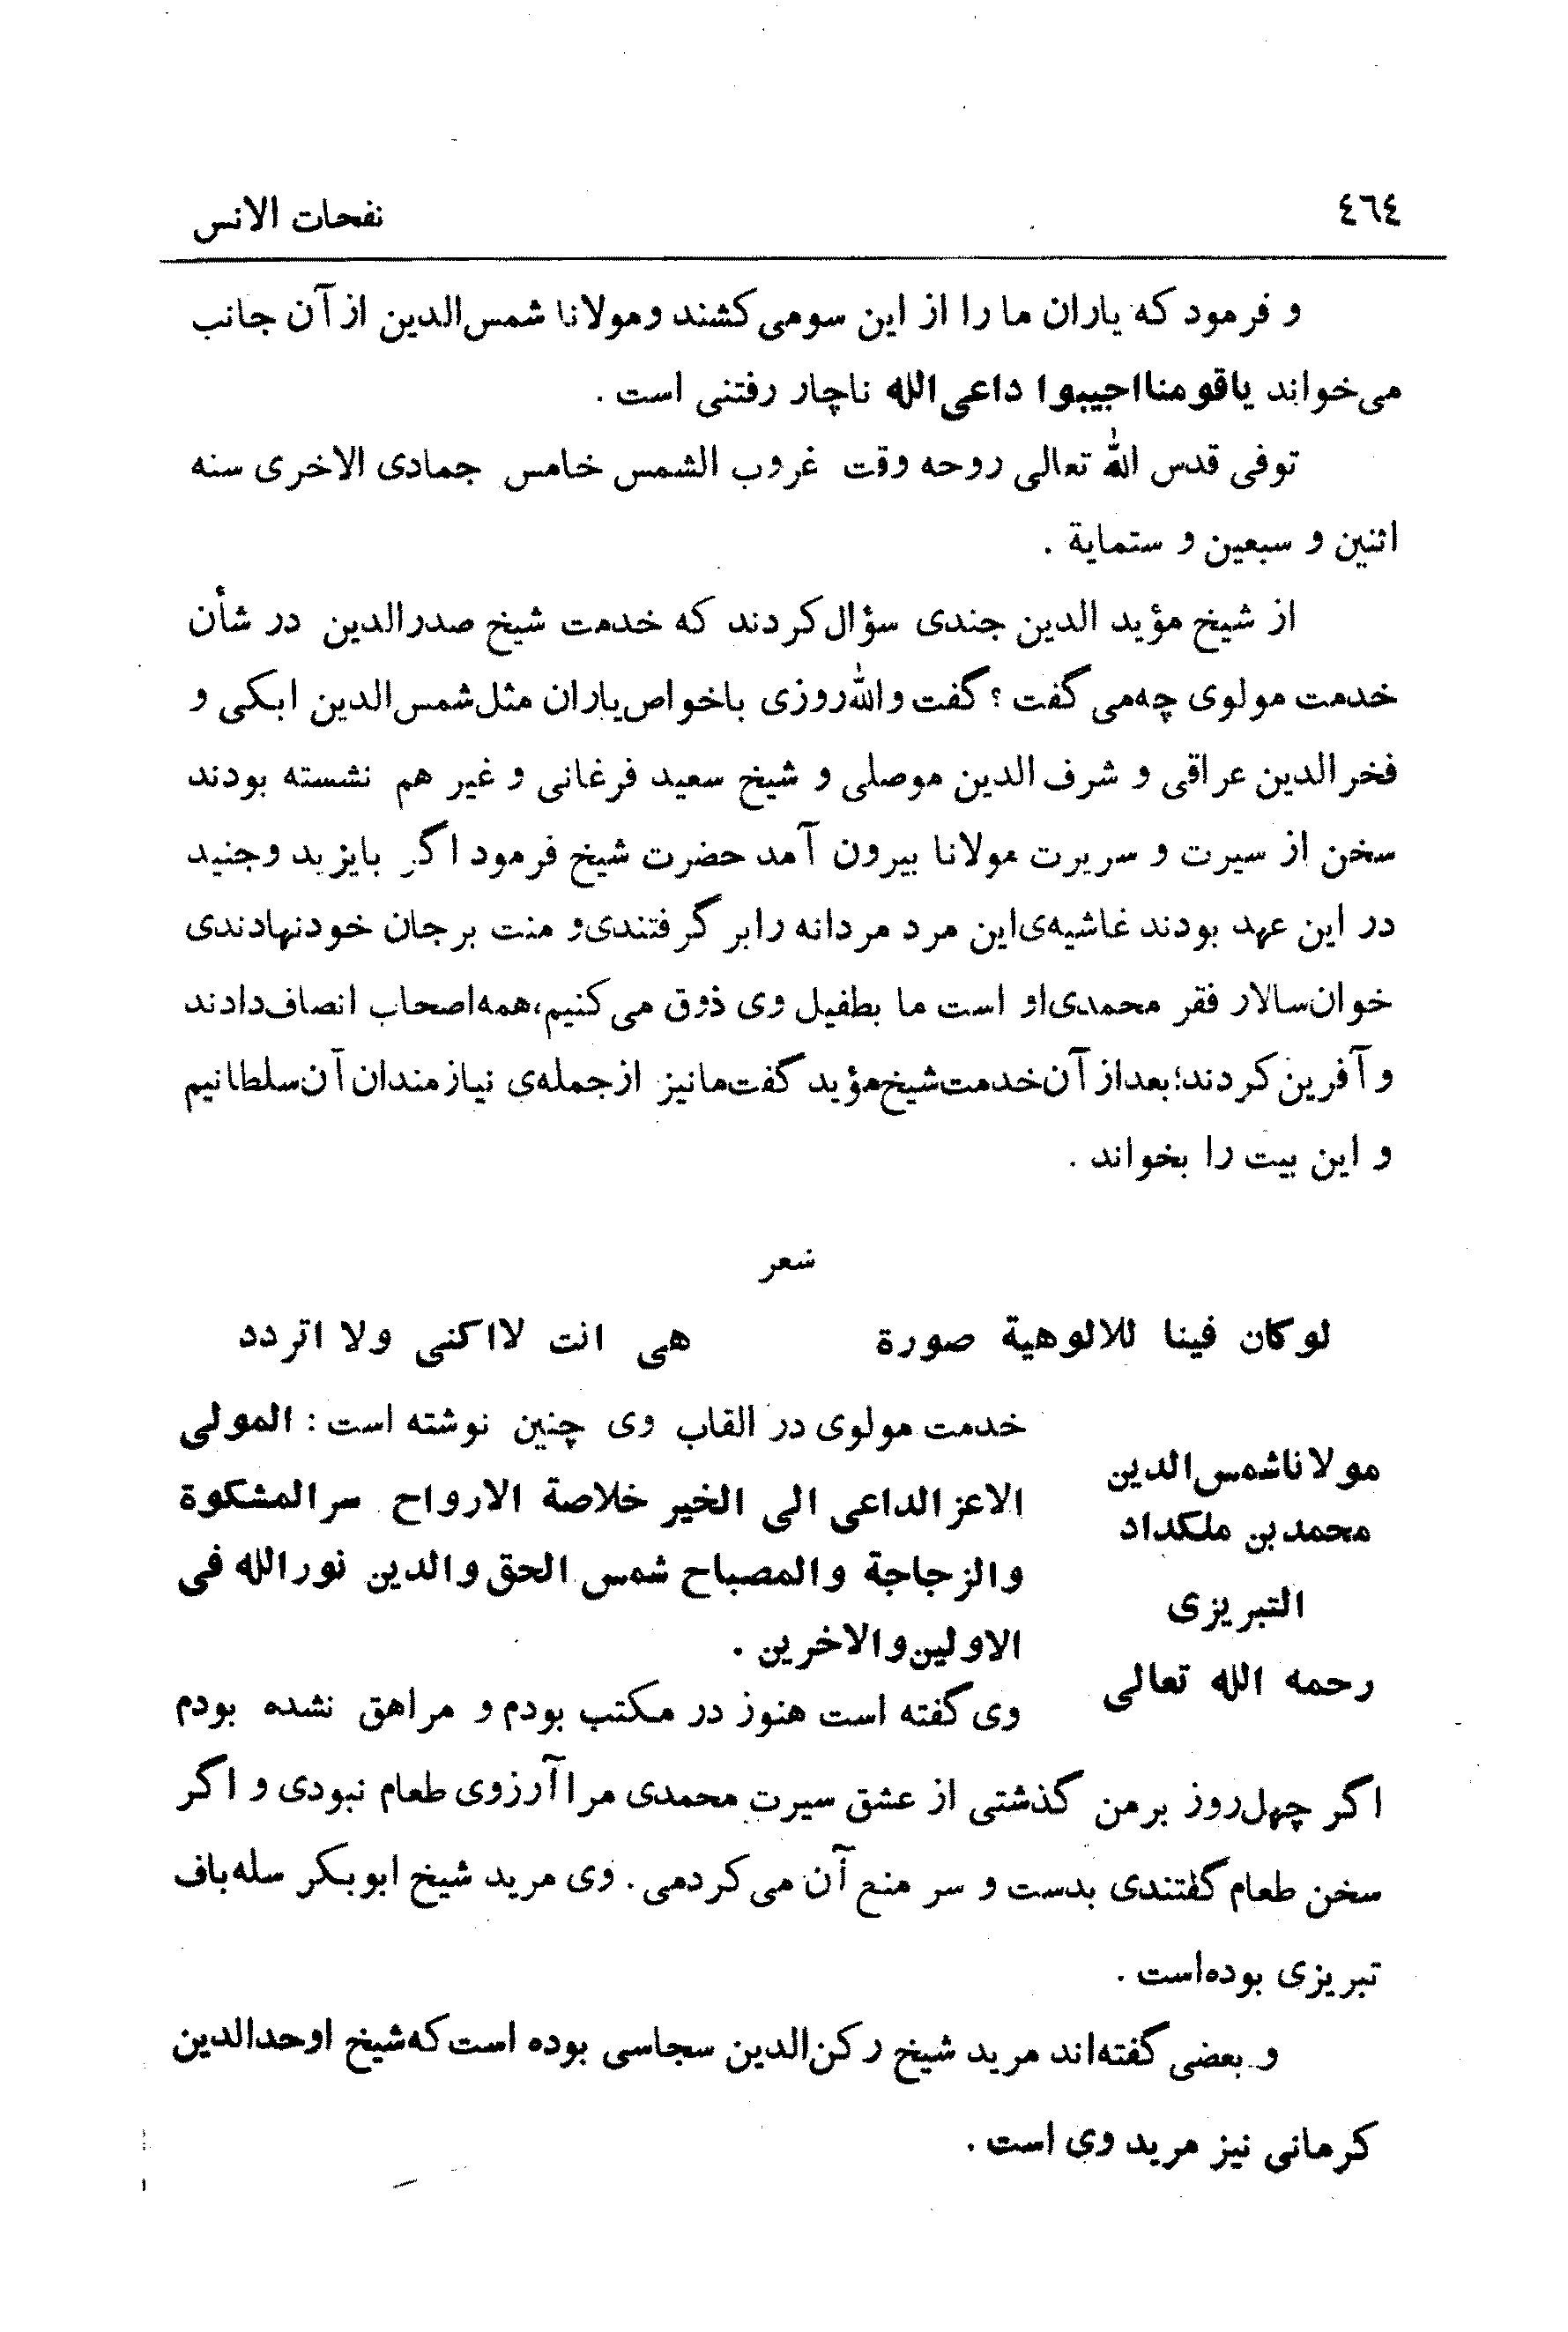 ٤٦٤ نفحات الانس
و فرمود که یاران ما را از این سومی‌کشند ومولانا شمس‌الدین از آن جانب
می‌خواند یاقومنااجیبوا داعی‌الله ناچار رفتنی است .
توفی قدس الله تعالی روحه وقت غروب الشمس خامس جمادی الاخری سنه
اثنین و سبعین و ستمایة .
از شیخ مؤید الدین جندی سؤال‌کردند که خدمت شیخ صدرالدین در شأن
خدمت مولوی چه‌می گفت ؟ گفت والله‌روزی باخواص‌یاران مثل‌شمس‌الدین ابکی و
فخرالدین عراقی و شرف الدین موصلی و شیخ سعید فرغانی و غیر هم نشسته بودند
سخن از سیرت و سریرت مولانا بیرون آمد حضرت شیخ فرمود اگر بایزید وجنید
در این عهد بودند غاشیه‌ی‌این مرد مردانه رابر گرفتندی‌و منت برجان خودنهادندی
خوان‌سالار فقر محمدی‌او است ما بطفیل وی ذوق می‌کنیم،همه‌اصحاب انصاف‌دادند
و آفرین‌کردند؛بعداز آن‌خدمت‌شیخ‌مؤید گفت‌مانیز ازجمله‌ی نیازمندان آن‌سلطانیم
و این بیت را بخواند .
شعر
لوکان فینا للالوهیة صورة هی انت لااکنی ولا اتردد
مولاناشمس‌الدین
محمدبن ملکداد
التبریزی
رحمه الله تعالی
خدمت مولوی در القاب وی چنین نوشته است : المولی
الاعز الداعی الی الخیر خلاصة الارواح سرالمشکوة
والزجاجة والمصباح شمس الحق والدین نورالله فی
الاولین‌والاخرین .
وی گفته است هنوز در مکتب بودم و مراهق نشده بودم
اگر چهل‌روز برمن گذشتی از عشق سیرت محمدی مرا آرزوی طعام نبودی و اگر
سخن طعام گفتندی بدست و سر منع آن می‌کردمی. وی مرید شیخ ابوبکر سله‌باف
تبریزی بوده‌است .
و بعضی گفته‌اند مرید شیخ رکن‌الدین سجاسی بوده است‌که‌شیخ اوحدالدین
کرمانی نیز مرید وی است .